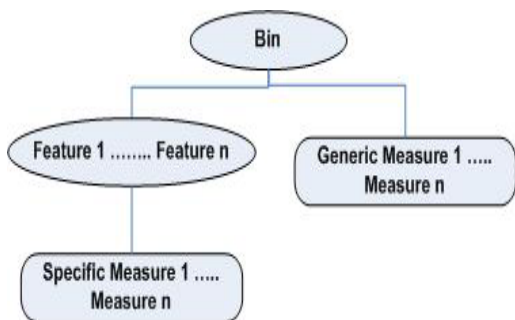 Bin
Feature 1 ........ Feature n
Generic Measure 1 .....
Measure n
Specific Measure 1 .....
Measure n